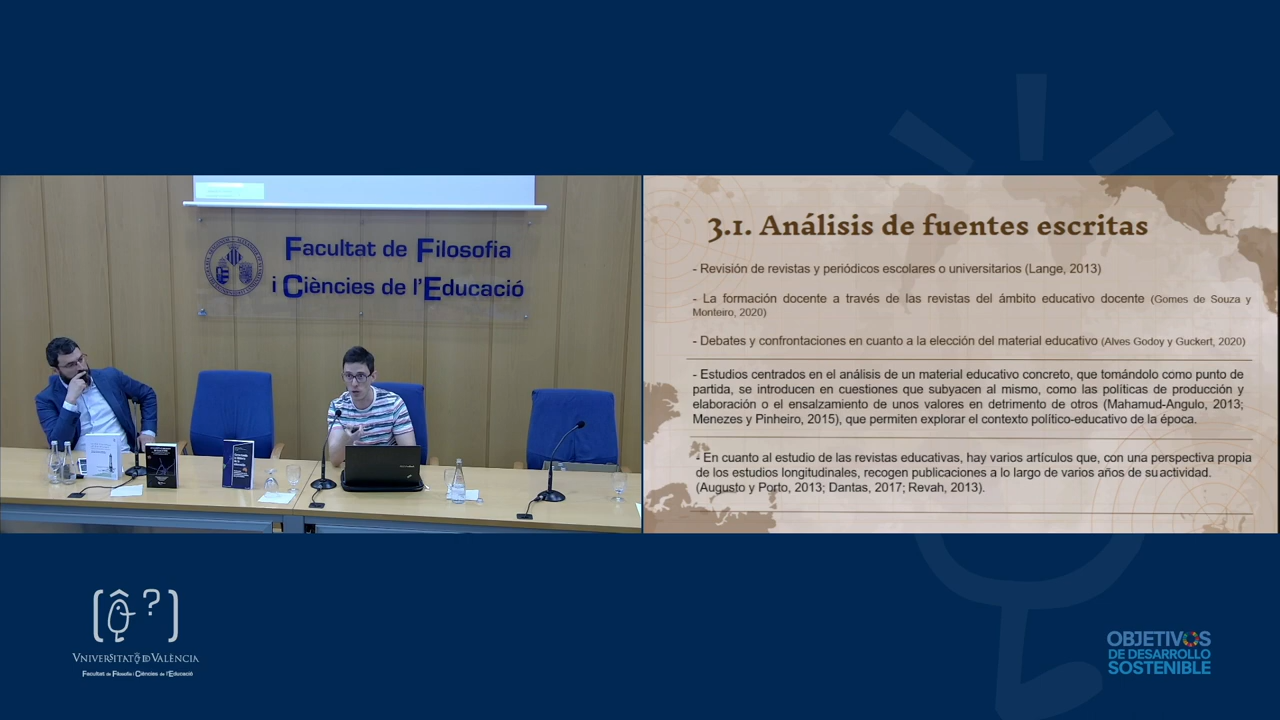 Facultat de Filosofia
i Ciències de l'Educació
3.1. Análisis de fuentes escritas
- Revisión de revistas y periódicos escolares o universitarios (Lange, 2013)
- La formación docente a través de las revistas del ámbito educativo docente (Gomes de Souza y
Monteiro, 2020)
- Debates y confrontaciones en cuanto a la elección del material educativo (Alves Godoy y Guckert, 2020)
- Estudios centrados en el análisis de un material educativo concreto, que tomándolo como punto de
partida, se introducen en cuestiones que subyacen al mismo, como las políticas de producción y
elaboración o el ensalzamiento de unos valores en detrimento de otros (Mahamud-Angulo, 2013;
Menezes y Pinheiro, 2015), que permiten explorar el contexto político-educativo de la época.
- En cuanto al estudio de las revistas educativas, hay varios artículos que, con una perspectiva propia
de los estudios longitudinales, recogen publicaciones a lo largo de varios años de su actividad.
(Augusto y Porto, 2013; Dantas, 2017; Revah, 2013).
[ ?]
VNIVERSITAT ID VALÈNCIA
Facultat de Filosofia i Ciències de l'Educació
OBJETIVOS
DE DESARROLLO
SOSTENIBLE